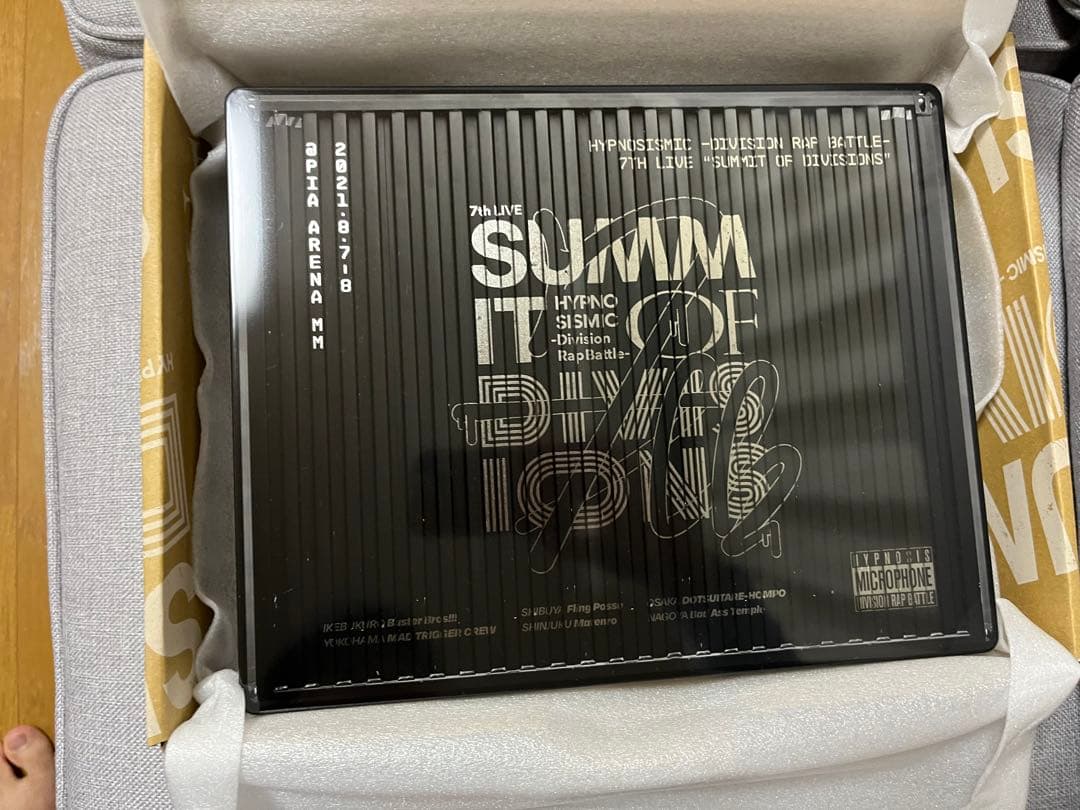 HYPNOSISMIC -DIVISION RAP BATTLE-
7TH LIVE "SUMMIT OF DIVISIONS"
2021.8.7-8
@PIA ARENA MM
7th LIVE
SUMM
IT OF
HYPNO
SISMIC
-Division
RapBattle-
DIVIS
IONS
IKEBUKURO Buster Bros!!!
YOKOHAMA MAD TRIGGER CREW
SHIBUYA Fling Posse
SHINJUKU Matenro
OSAKA DOTSUITARE-HOMPO
NAGOYA Bad Ass Temple
HYPNOSIS
MICROPHONE
DIVISION RAP BATTLE